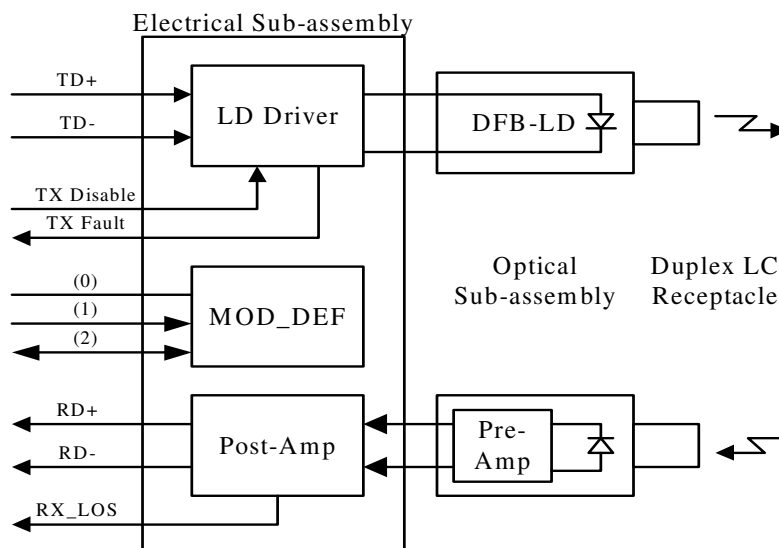 Electrical Sub-assembly
TD+
TD-
LD Driver
DFB-LD
TX Disable
TX Fault
(0)
(1)
(2)
MOD_DEF
Optical
Sub-assembly
Duplex LC
Receptacle
RD+
RD-
RX_LOS
Post-Amp
Pre-
Amp